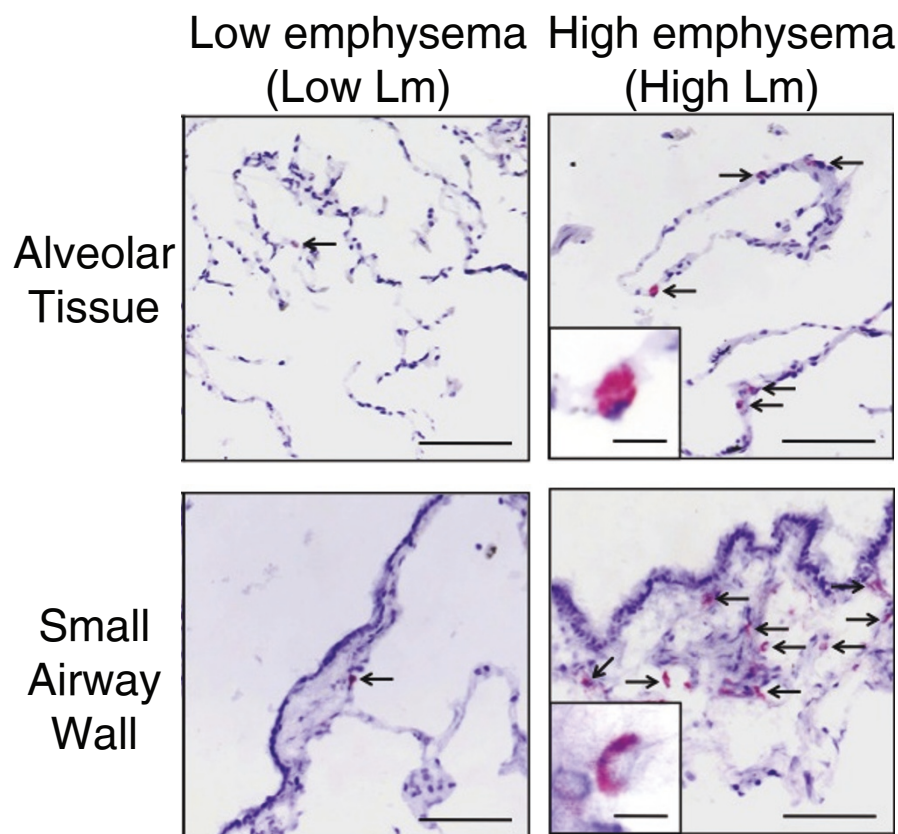 Low emphysema
(Low Lm)
High emphysema
(High Lm)
Alveolar
Tissue
Small
Airway
Wall